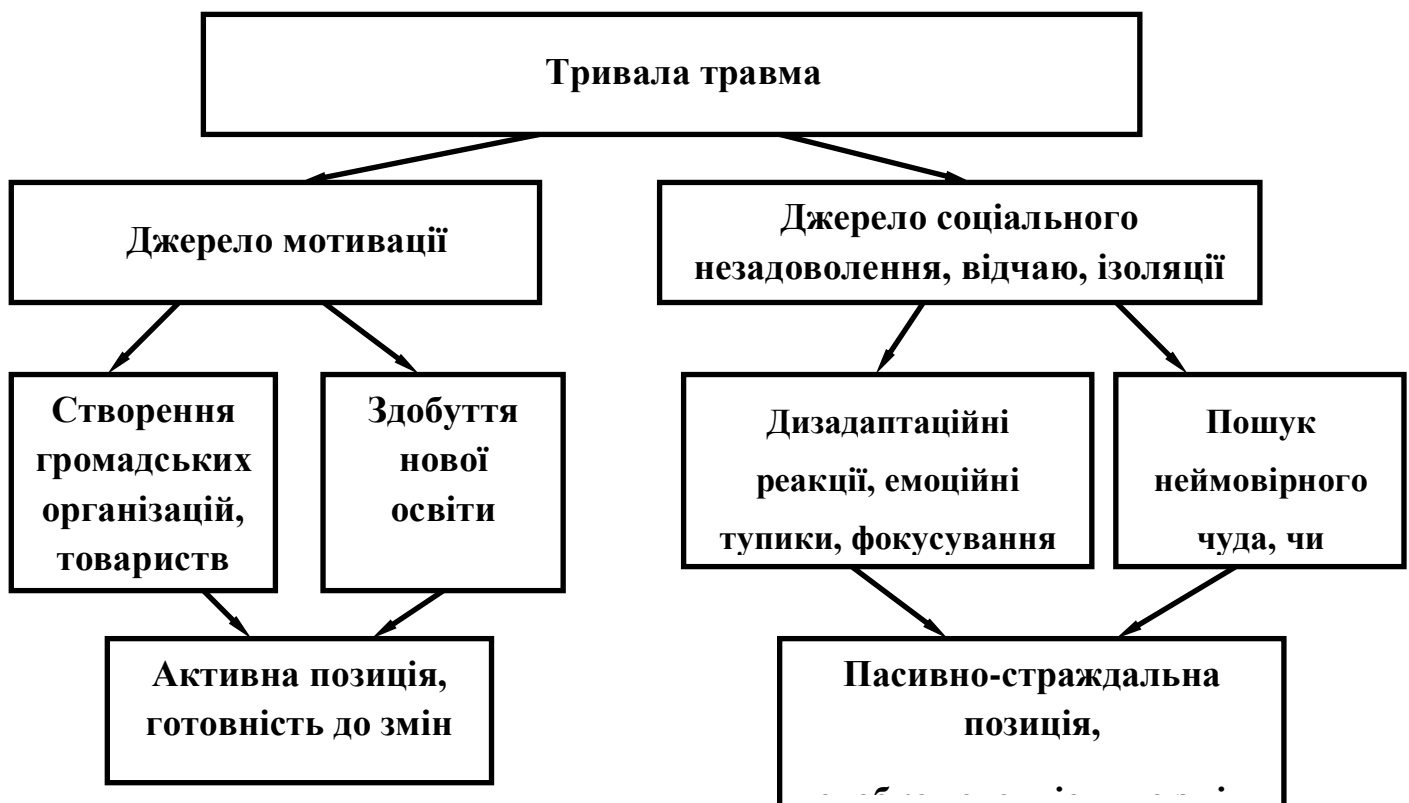 Тривала травма
Джерело мотивації
Джерело соціального
незадоволення, відчаю, ізоляції
Створення
громадських
організацій,
товариств
Здобуття
нової
освіти
Дизадаптаційні
реакції, емоційні
тупики, фокусування
Пошук
неймовірного
чуда, чи
Активна позиція,
готовність до змін
Пасивно-страждальна
позиція,